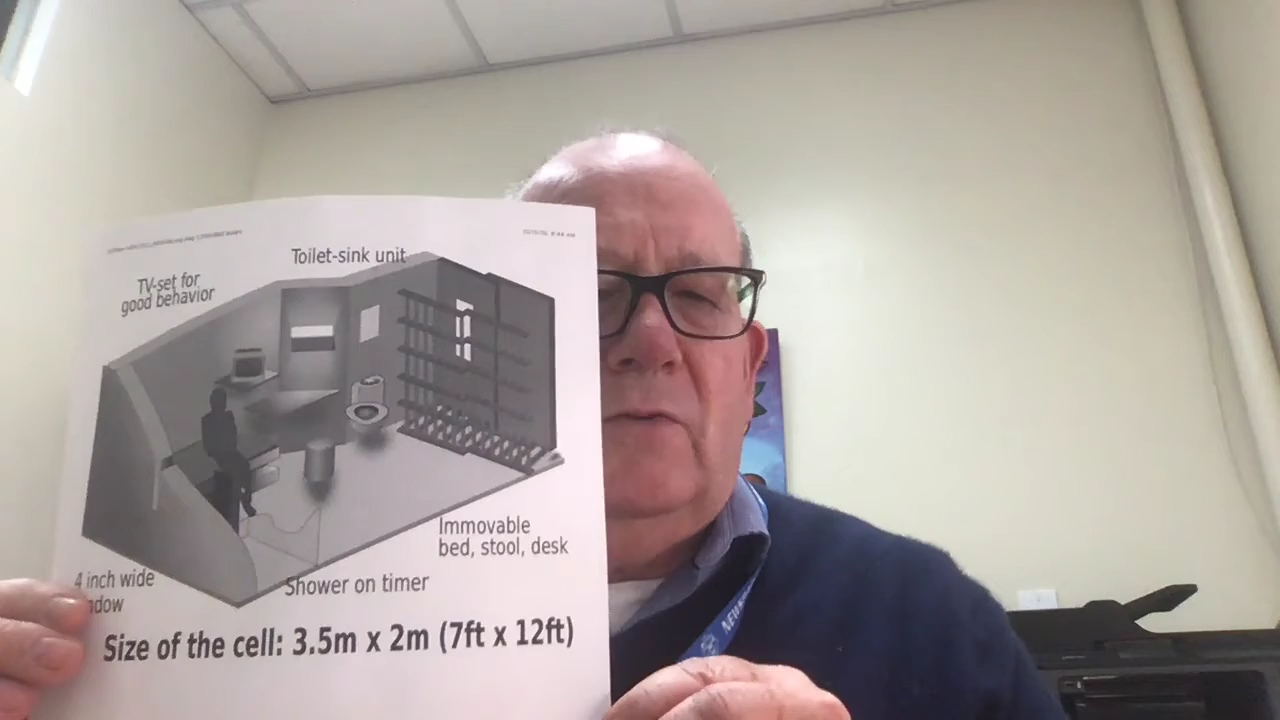 Toilet-sink unit
TV-set for
good behavior
Immovable
bed, stool, desk
4 inch wide
Shower on timer
Size of the cell: 3.5m x 2m (7ft x 12ft)